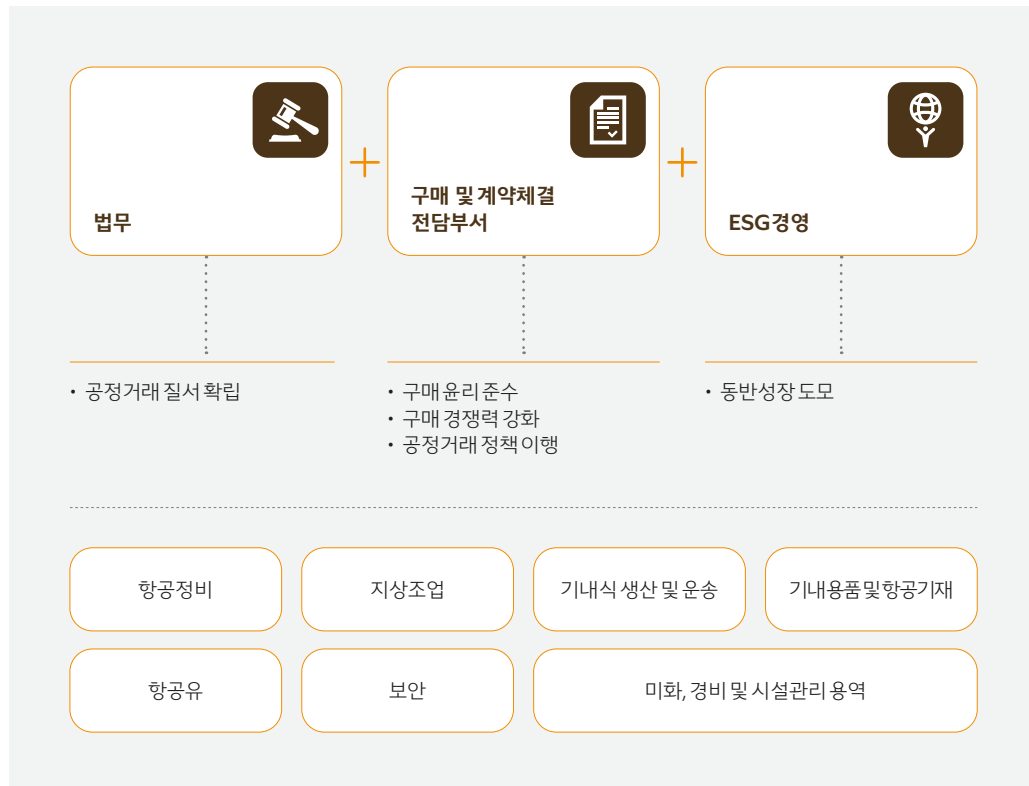 법무
구매 및 계약체결
전담부서
ESG경영
• 공정거래 질서 확립
• 구매 윤리 준수
• 구매 경쟁력 강화
• 공정거래 정책 이행
• 동반성장 도모
항공정비
지상조업
기내식 생산 및 운송
기내용품 및 항공기재
항공유
보안
미화, 경비 및 시설관리 용역